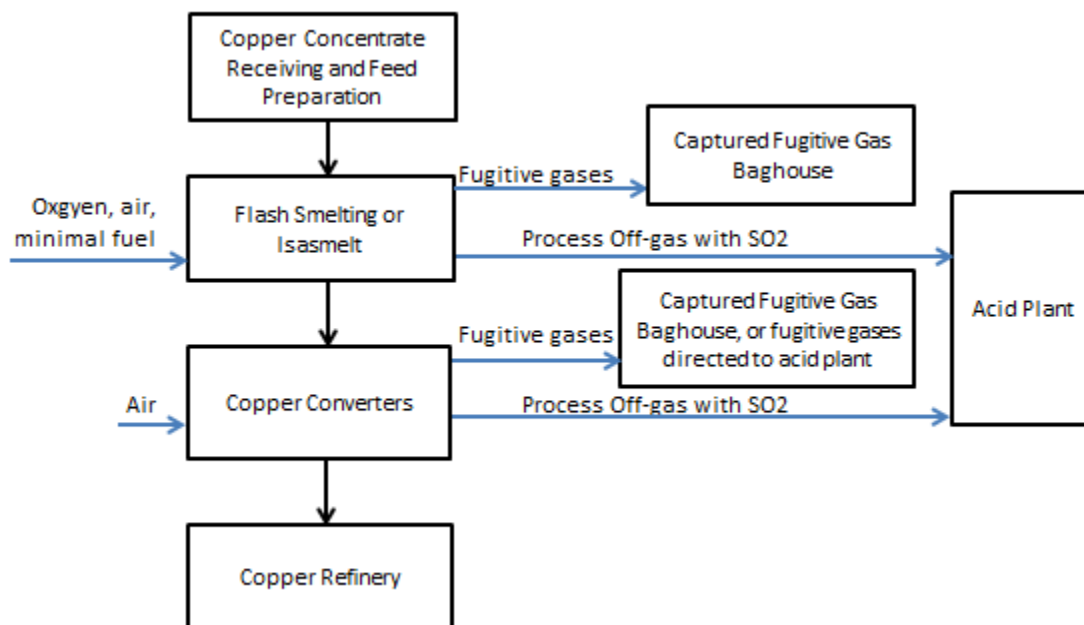 Copper Concentrate
Receiving and Feed
Preparation
Fugitive gases
Captured Fugitive Gas
Baghouse
Oxgyen, air,
minimal fuel
Flash Smelting or
Isasmelt
Process Off-gas with SO2
Acid Plant
Fugitive gases
Captured Fugitive Gas
Baghouse, or fugitive gases
directed to acid plant
Air
Copper Converters
Process Off-gas with SO2
Copper Refinery